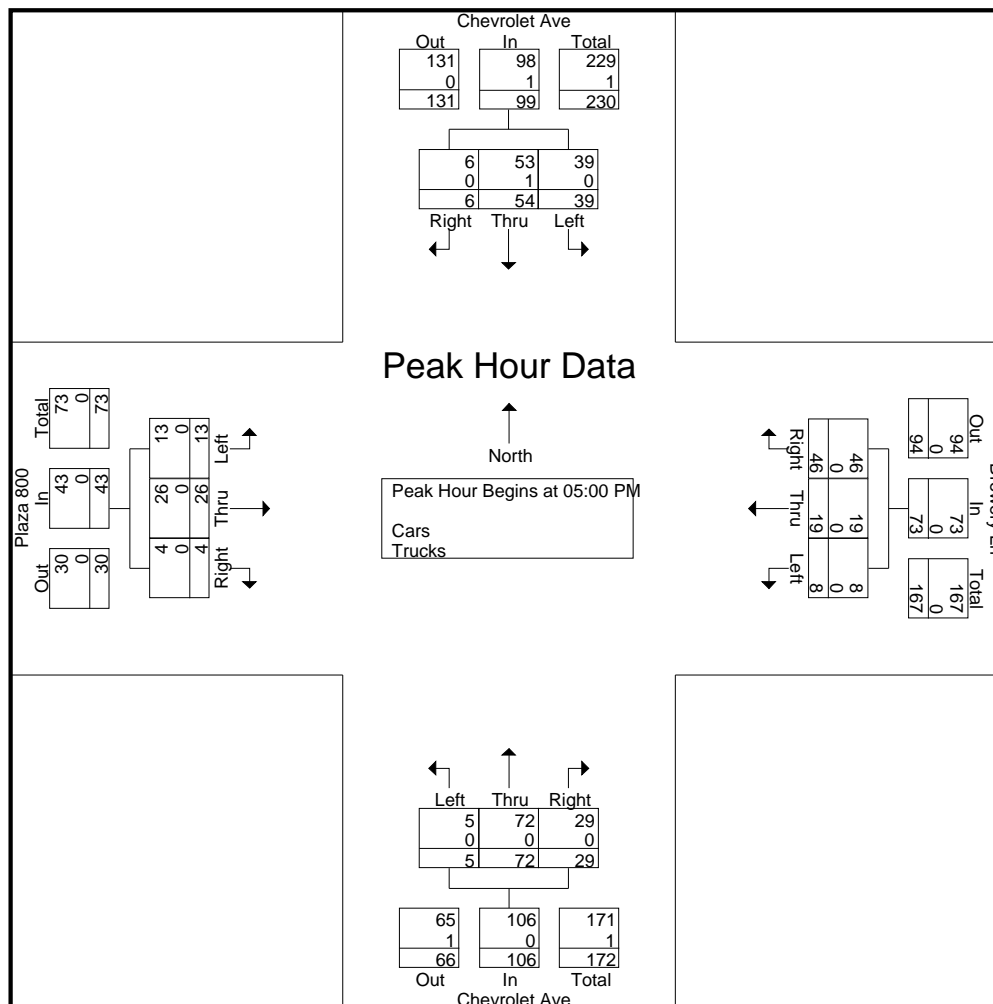 Chevrolet Ave
Out In Total
131 98 229
0 1 1
131 99 230
6 53 39
0 1 0
6 54 39
Right Thru Left
Peak Hour Data
North
Peak Hour Begins at 05:00 PM
Cars
Trucks
Plaza 800
Total In Out
73 43 30
0 0 0
73 43 30
13 26 4
0 0 0
13 26 4
Left Thru Right
Right Thru Left
46 19 8
0 0 0
46 19 8
Out In Total
94 73 167
0 0 0
94 73 167
Left Thru Right
5 72 29
0 0 0
5 72 29
65 106 171
1 0 1
66 106 172
Out In Total
Chevrolet Ave